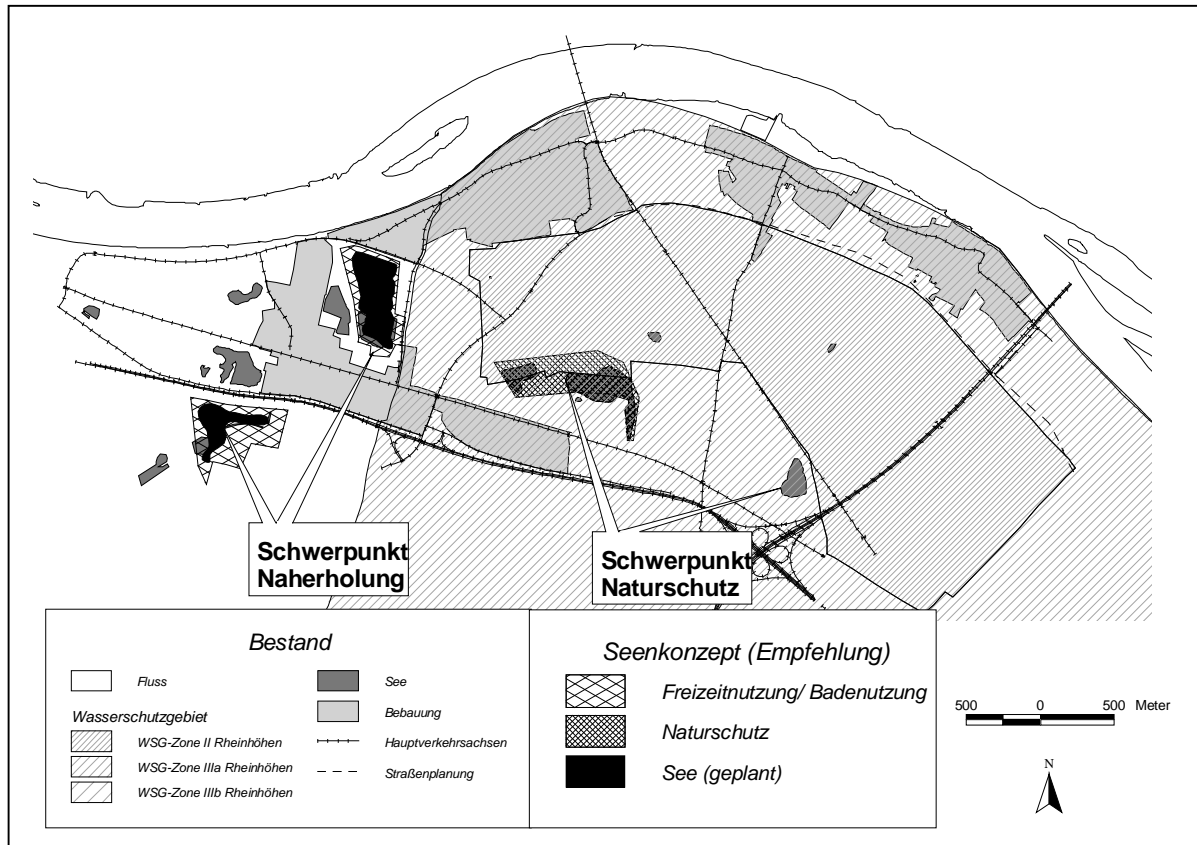 Schwerpunkt
Naherholung
Schwerpunkt
Naturschutz
Bestand
Fluss
Wasserschutzgebiet
WSG-Zone II Rheinhöhen
WSG-Zone IIIa Rheinhöhen
WSG-Zone IIIb Rheinhöhen
See
Bebauung
Hauptverkehrsachsen
Straßenplanung
Seenkonzept (Empfehlung)
Freizeitnutzung/ Badenutzung
Naturschutz
See (geplant)
500 0 500 Meter
N